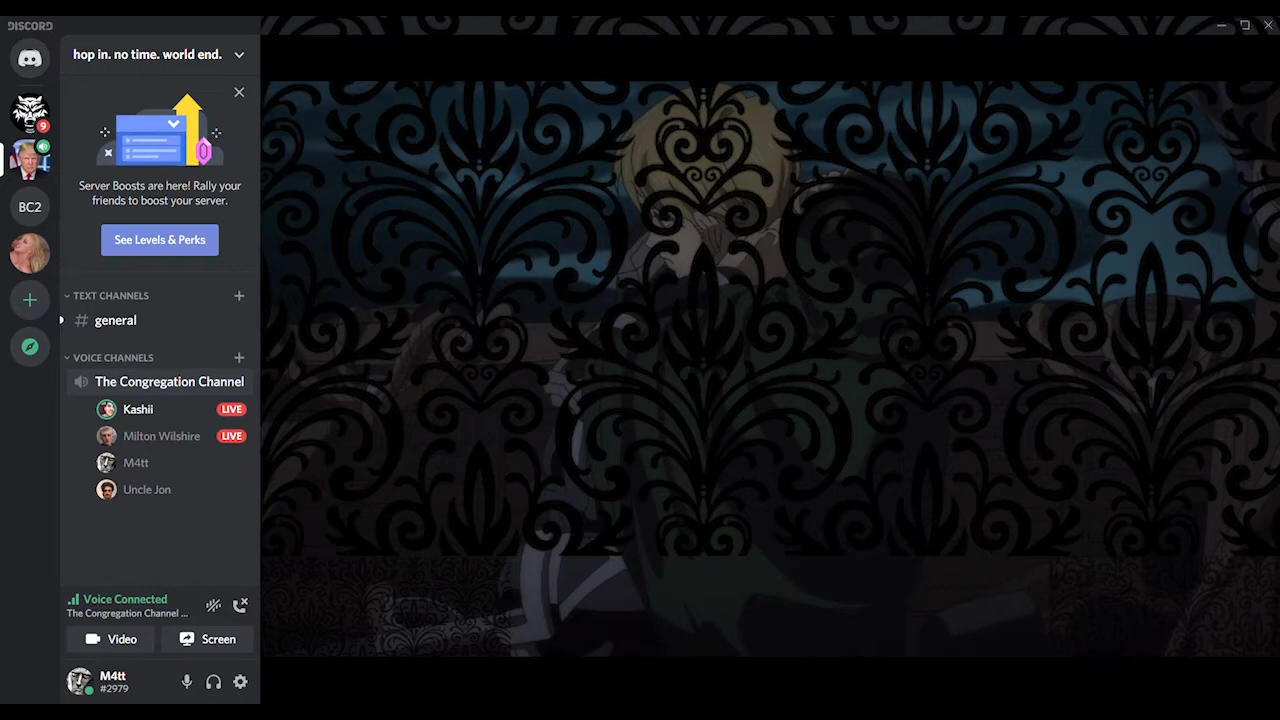 DISCORD
hop in. no time. world end.
9
Server Boosts are here! Rally your
friends to boost your server.
See Levels & Perks
BC2
TEXT CHANNELS
# general
VOICE CHANNELS
The Congregation Channel
Kashii LIVE
Milton Wilshire LIVE
M4tt
Uncle Jon
Voice Connected
The Congregation Channel ...
Video Screen
M4tt
#2979